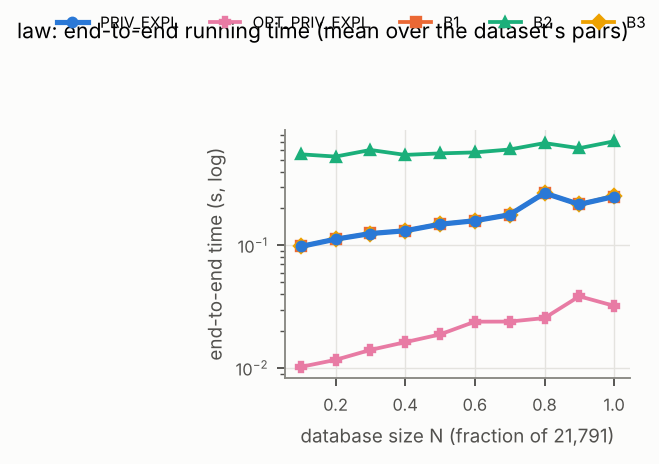 PRIV_EXPL OPT_PRIV_EXPL B1 B2 B3
law: end-to-end running time (mean over the dataset's pairs)
end-to-end time (s, log)
10⁻¹
10⁻²
0.2 0.4 0.6 0.8 1.0
database size N (fraction of 21,791)